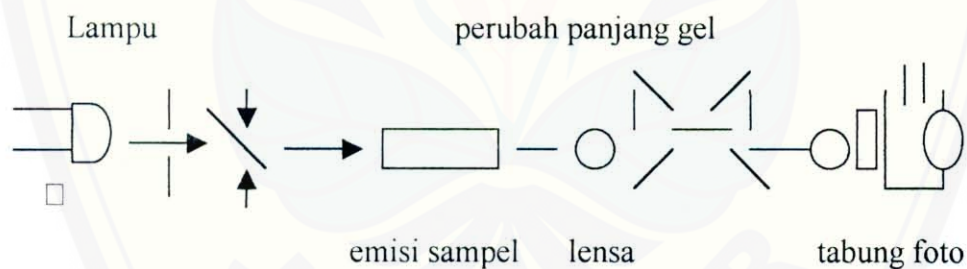 Lampu
perubah panjang gel
emisi sampel
lensa
tabung foto